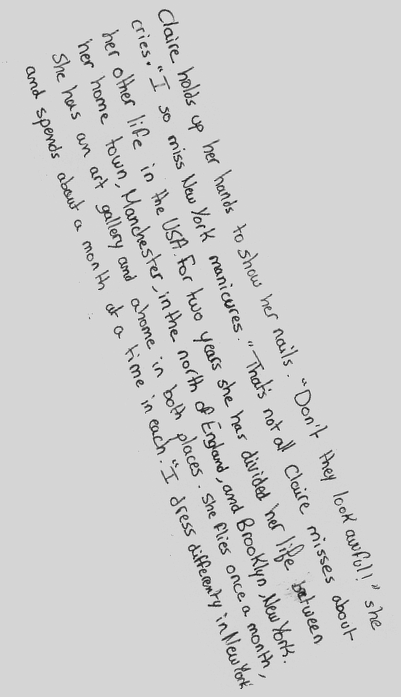 Claire holds up her hands to show her nails. "Don't they look awful!" she
cries. "I so miss New York manicures." That's not all Claire misses about
her other life in the USA. For two years she has divided her life between
her home town, Manchester, in the north of England, and Brooklyn, New York.
She has an art gallery and ahome in both places. She flies once a month,
and spends about a month at a time in each. "I dress differenty in New York